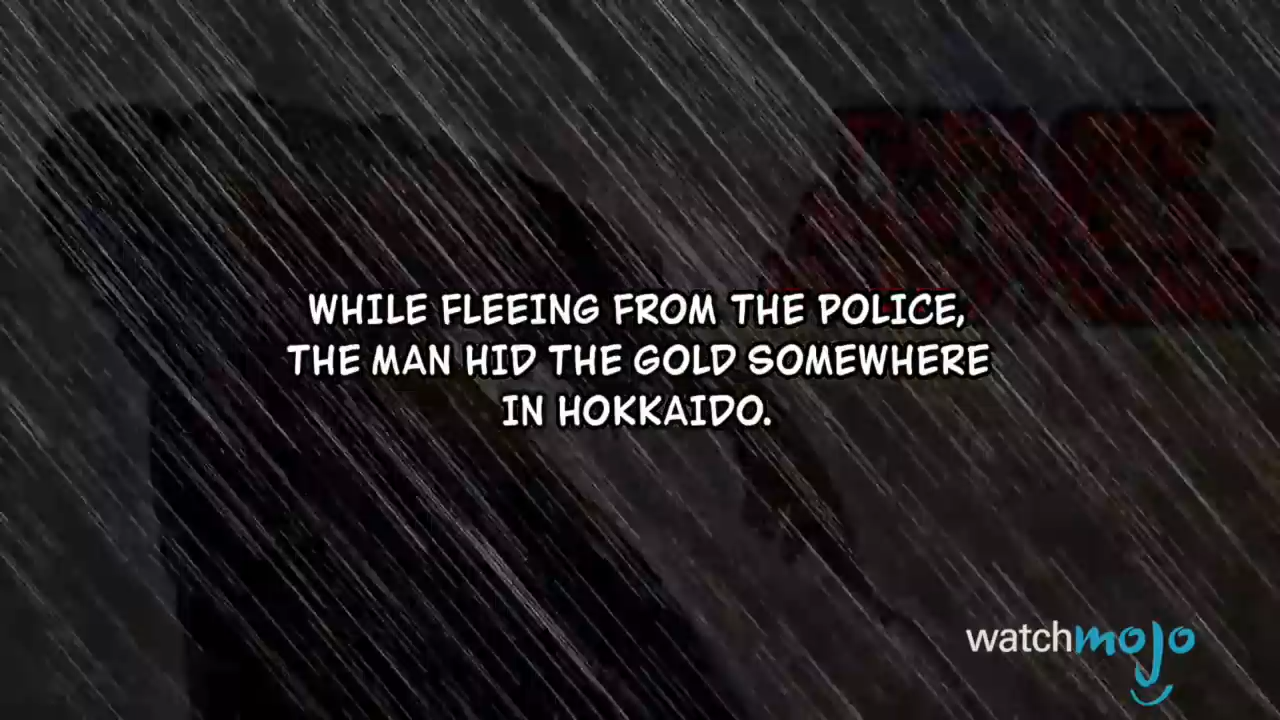 WHILE FLEEING FROM THE POLICE,
THE MAN HID THE GOLD SOMEWHERE
IN HOKKAIDO.
watchmojo